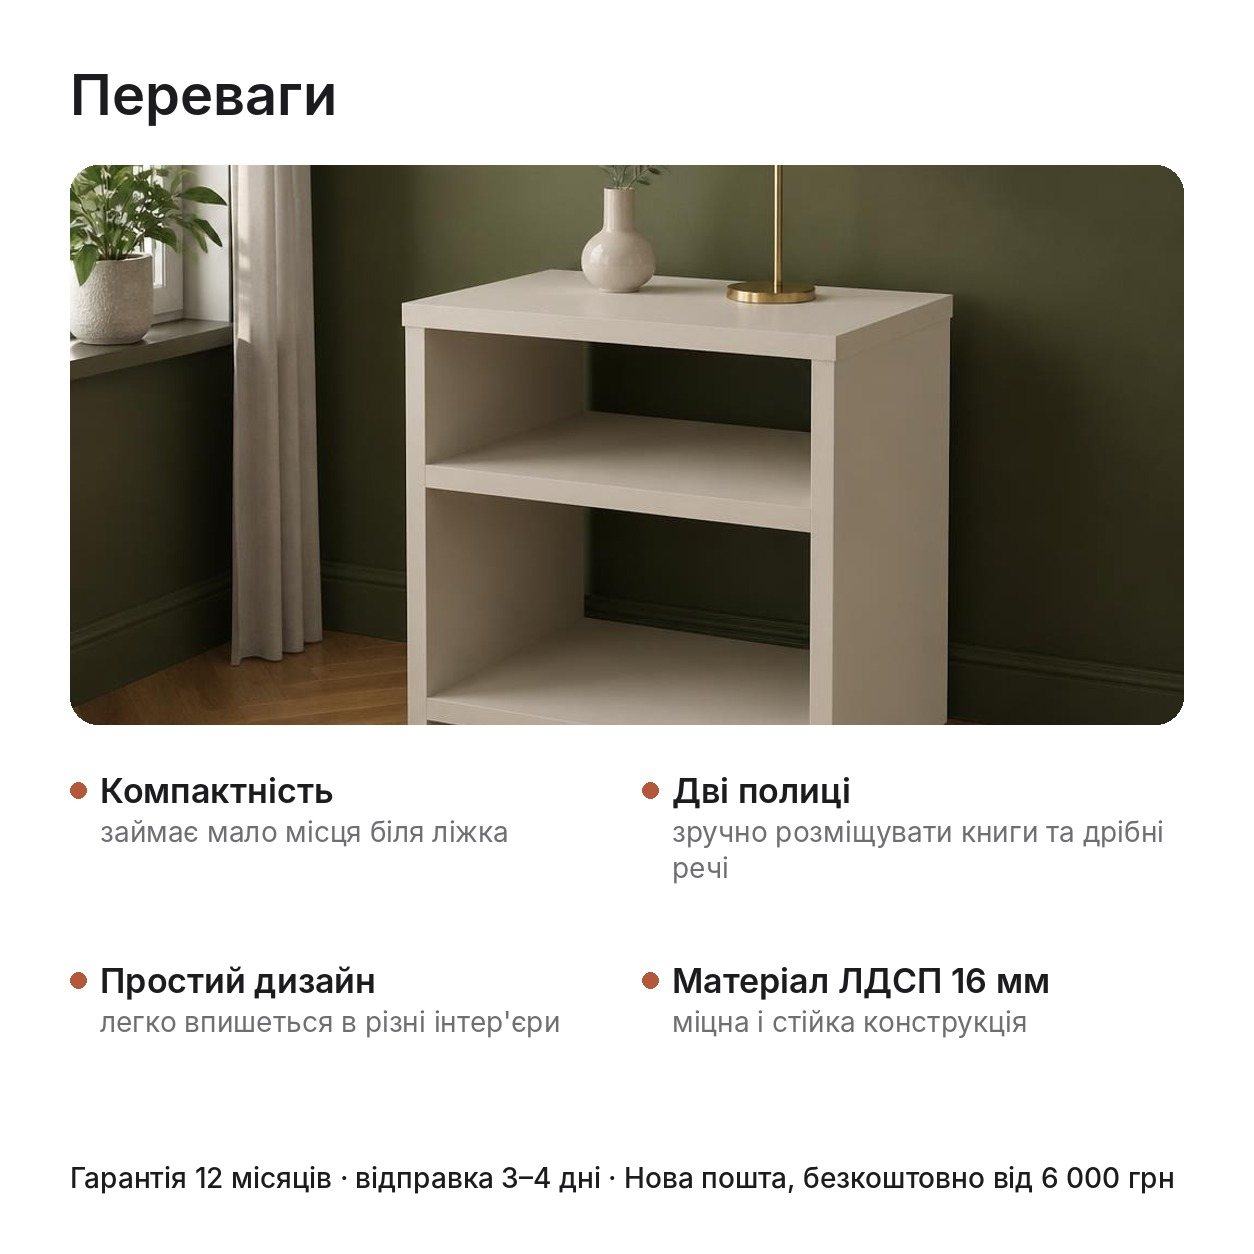 Переваги
Компактність
займає мало місця біля ліжка
Дві полиці
зручно розміщувати книги та дрібні
речі
Простий дизайн
легко впишеться в різні інтер'єри
Матеріал ЛДСП 16 мм
міцна і стійка конструкція
Гарантія 12 місяців · відправка 3–4 дні · Нова пошта, безкоштовно від 6 000 грн